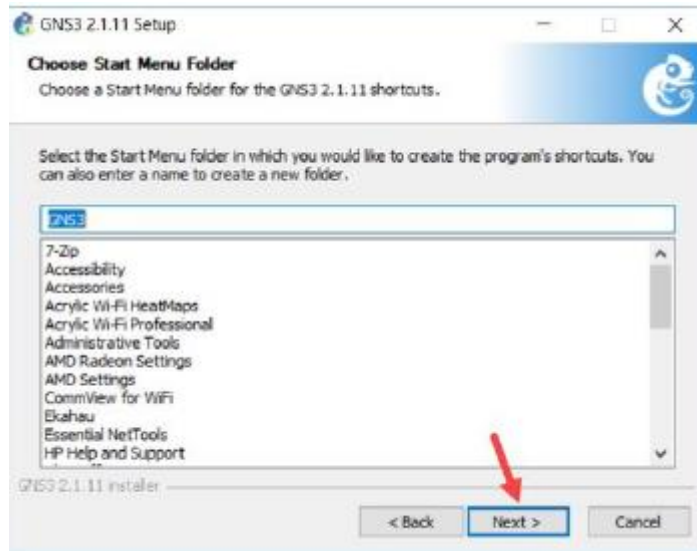 GNS3 2.1.11 Setup
Choose Start Menu Folder
Choose a Start Menu folder for the GNS3 2.1.11 shortcuts.
Select the Start Menu folder in which you would like to create the program's shortcuts. You
can also enter a name to create a new folder.
GNS3
7-Zip
Accessibility
Accessories
Acrylic Wi-Fi HeatMaps
Acrylic Wi-Fi Professional
Administrative Tools
AMD Radeon Settings
AMD Settings
CommView for WiFi
Ekahau
Essential NetTools
HP Help and Support
GNS3 2.1.11 installer
< Back Next > Cancel